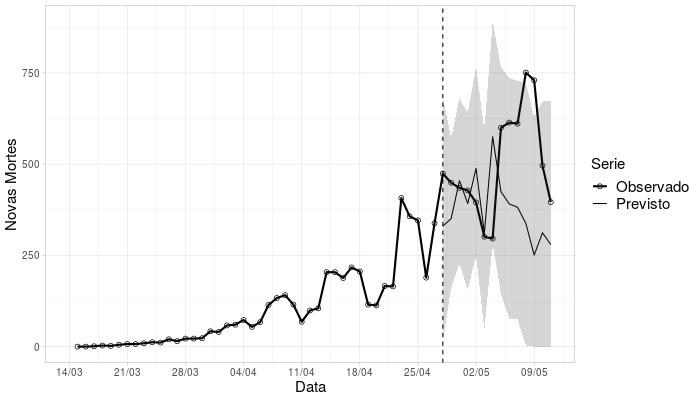 Novas Mortes
750
500
250
0
14/03 21/03 28/03 04/04 11/04 18/04 25/04 02/05 09/05
Data
Serie
Observado
Previsto